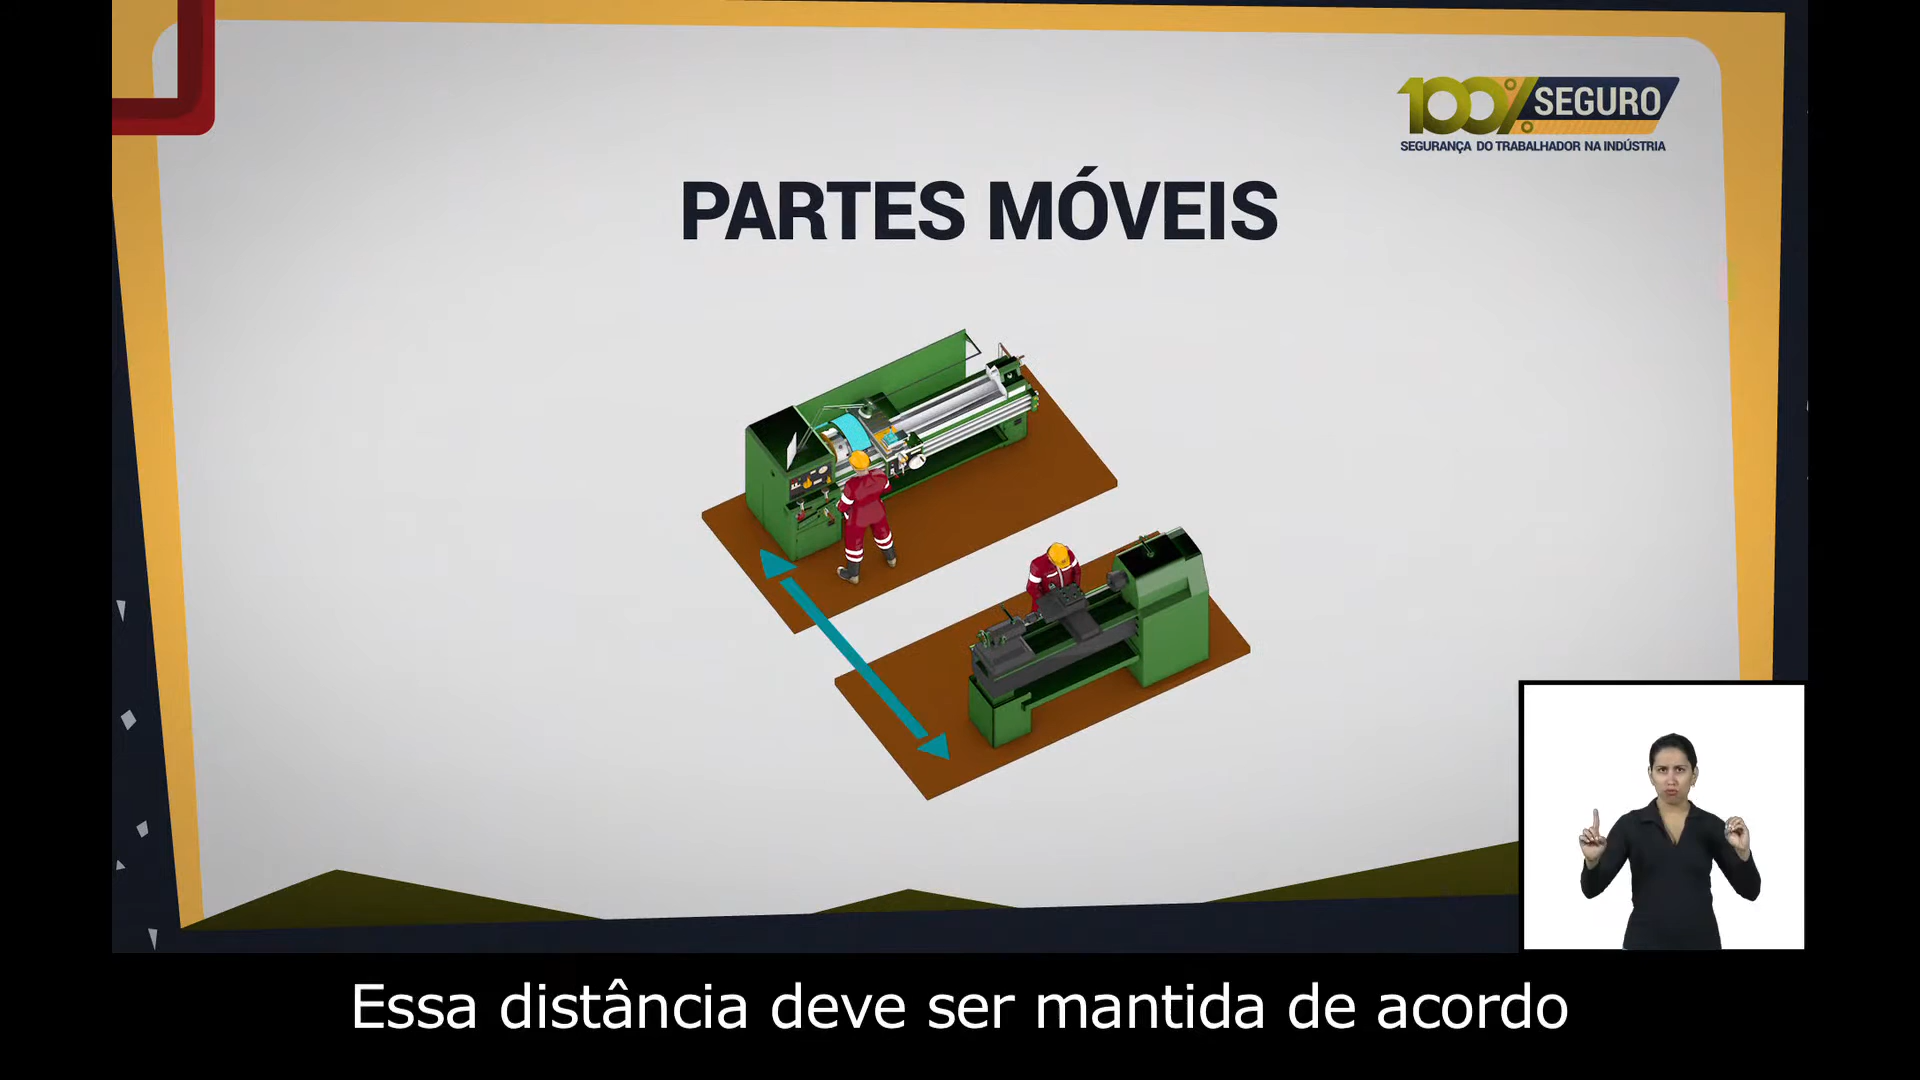 100% SEGURO
SEGURANÇA DO TRABALHADOR NA INDÚSTRIA
PARTES MÓVEIS
Essa distância deve ser mantida de acordo